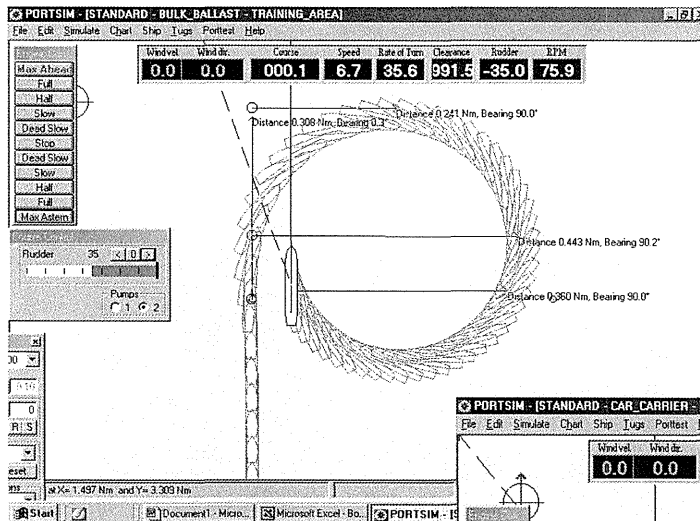 PORTSIM - [STANDARD - BULK_BALLAST - TRAINING_AREA]
File Edit Simulate Chart Ship Tugs Porttest Help
Wind vel. Wind dir. Course Speed Rate of Turn Clearance Rudder RPM
0.0 0.0 000.1 6.7 35.6 991.5 -35.0 75.9
Max Ahead
Full
Half
Slow
Dead Slow
Stop
Dead Slow
Slow
Half
Full
Max Astern
Distance 0.308 Nm, Bearing 0.3°
Distance 0.241 Nm, Bearing 90.0°
Distance 0.443 Nm, Bearing 90.2°
Distance 0.360 Nm, Bearing 90.0°
Rudder 35 < 0 >
Pumps
1 2
00
0
R S
eset
ons
at X= 1.497 Nm and Y= 3.309 Nm
PORTSIM - [STANDARD - CAR_CARRIER -
File Edit Simulate Chart Ship Tugs Porttest
Wind vel. Wind dir.
0.0 0.0
Start Document1 - Micro... Microsoft Excel - Bo... PORTSIM - [S